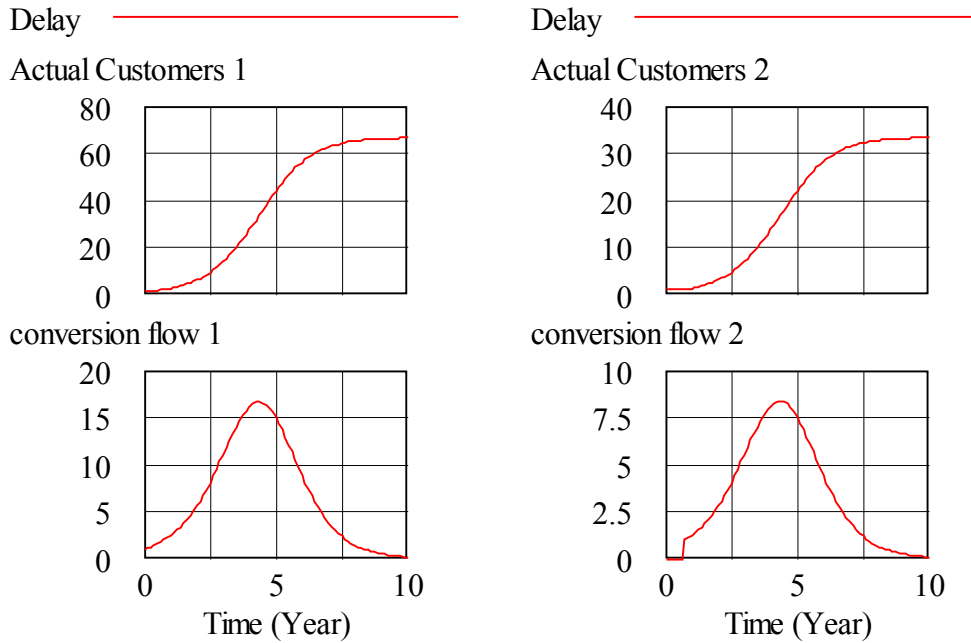 Delay
Actual Customers 1
80
60
40
20
0
conversion flow 1
20
15
10
5
0
0 5 10
Time (Year)
Delay
Actual Customers 2
40
30
20
10
0
conversion flow 2
10
7.5
5
2.5
0
0 5 10
Time (Year)